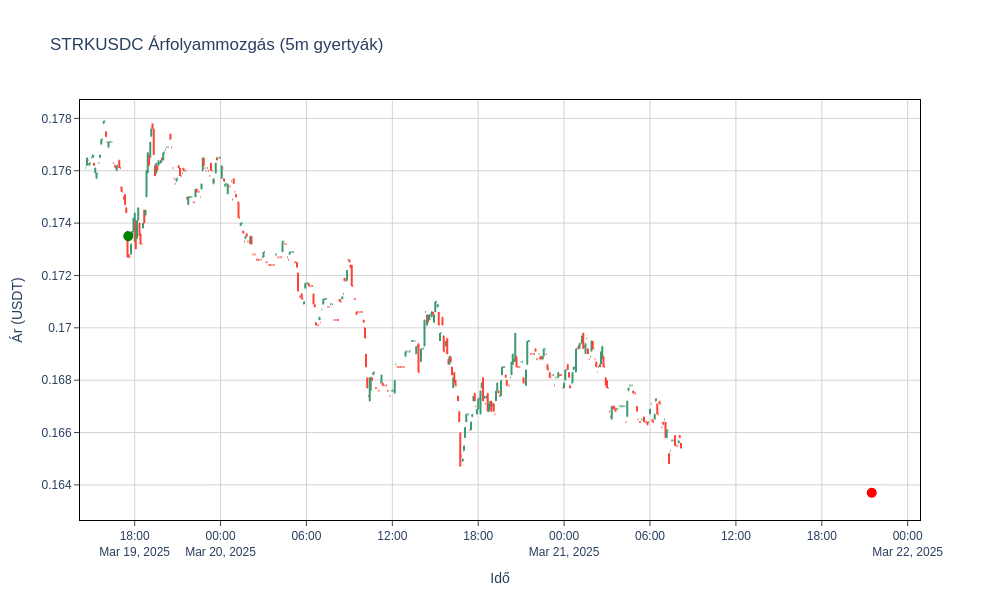 STRKUSDC Árfolyammozgás (5m gyertyák)
0.178
0.176
0.174
0.172
0.17
0.168
0.166
0.164
Ár (USDT)
18:00
00:00
06:00
12:00
18:00
00:00
06:00
12:00
18:00
00:00
Mar 19, 2025
Mar 20, 2025
Mar 21, 2025
Mar 22, 2025
Idő